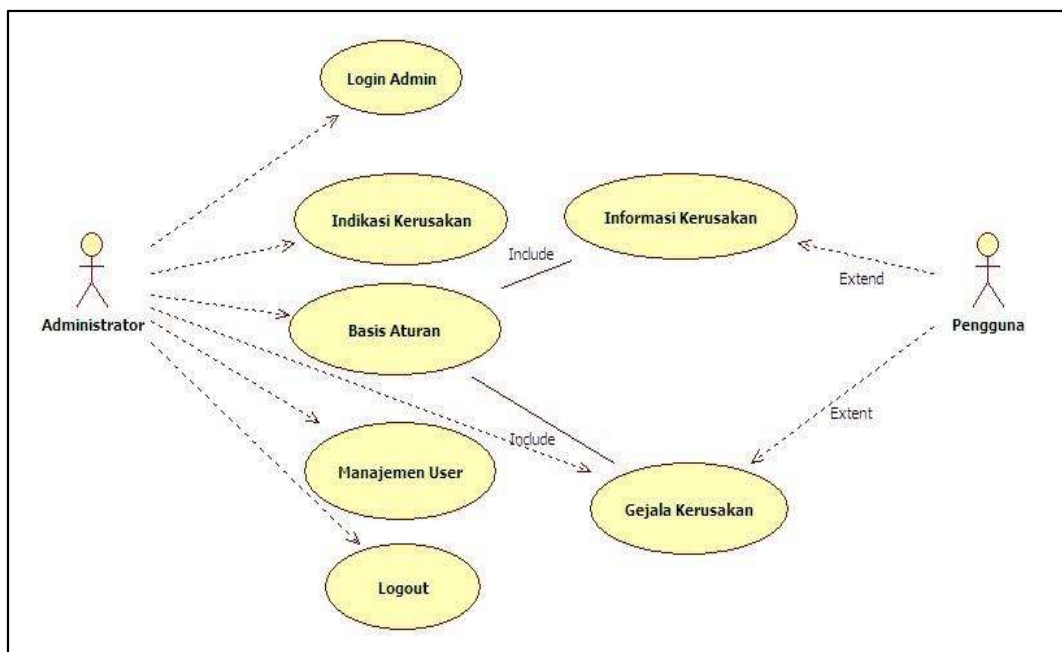 Login Admin
Indikasi Kerusakan
Informasi Kerusakan
Include
Extend
Administrator
Basis Aturan
Pengguna
Extent
Include
Manajemen User
Gejala Kerusakan
Logout